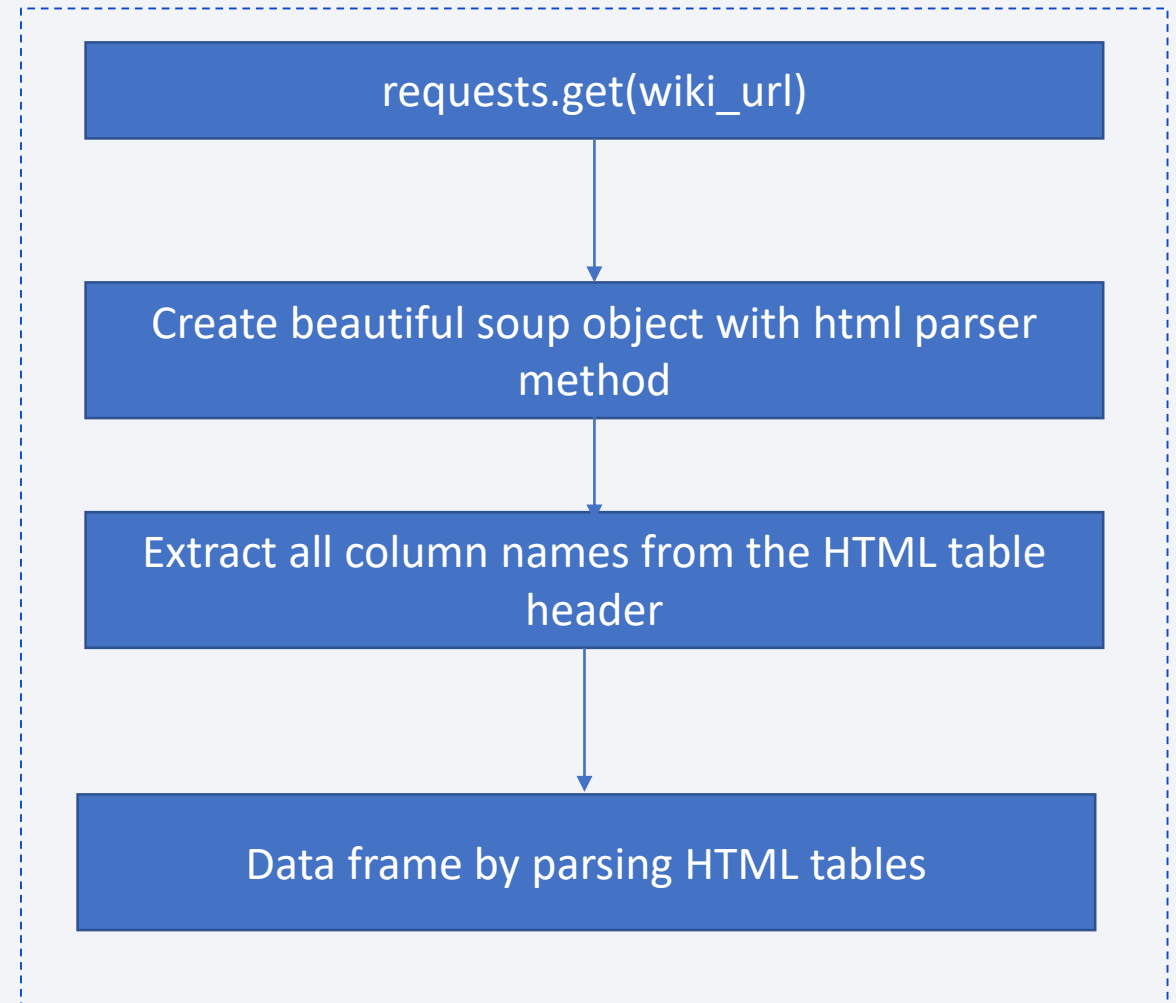 requests.get(wiki_url)
Create beautiful soup object with html parser
method
Extract all column names from the HTML table
header
Data frame by parsing HTML tables